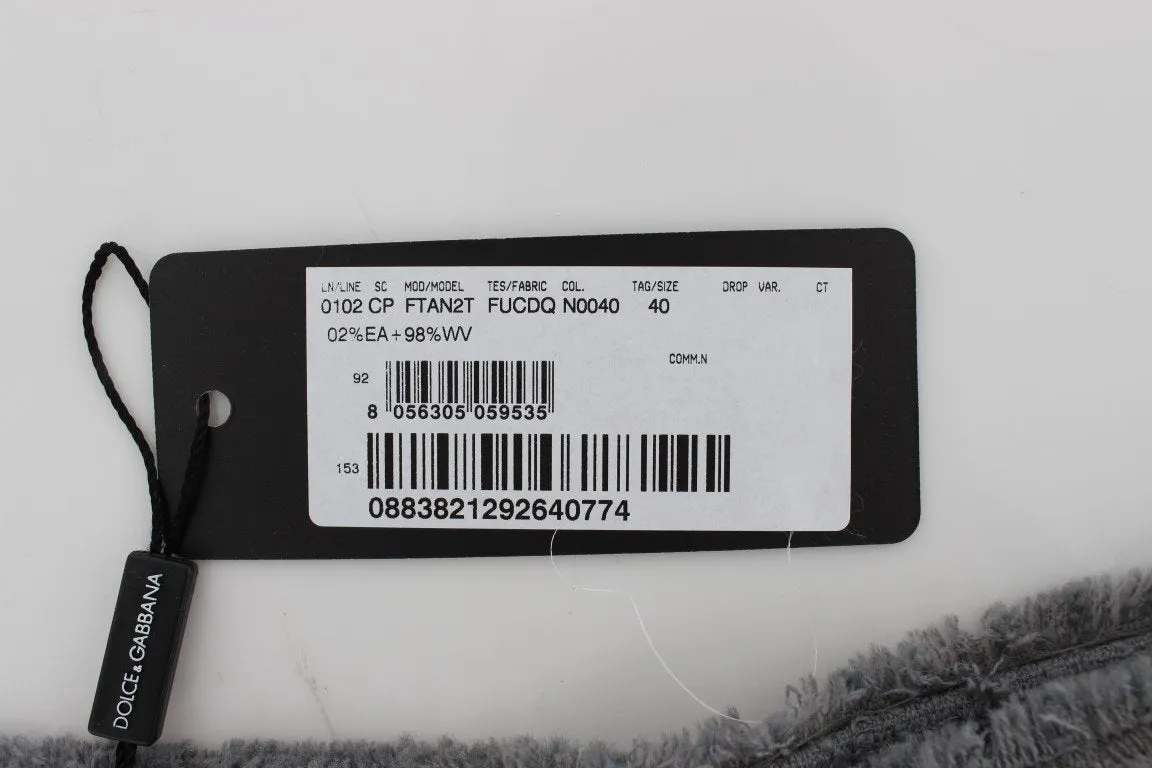 LN/LINE SC MOD/MODEL TES/FABRIC COL. TAG/SIZE DROP VAR. CT
0102 CP FTAN2T FUCDQ N0040 40
02%EA+98%WV
COMM.N
92
8 056305 059535
153
0883821292640774
DOLCE&GABBANA